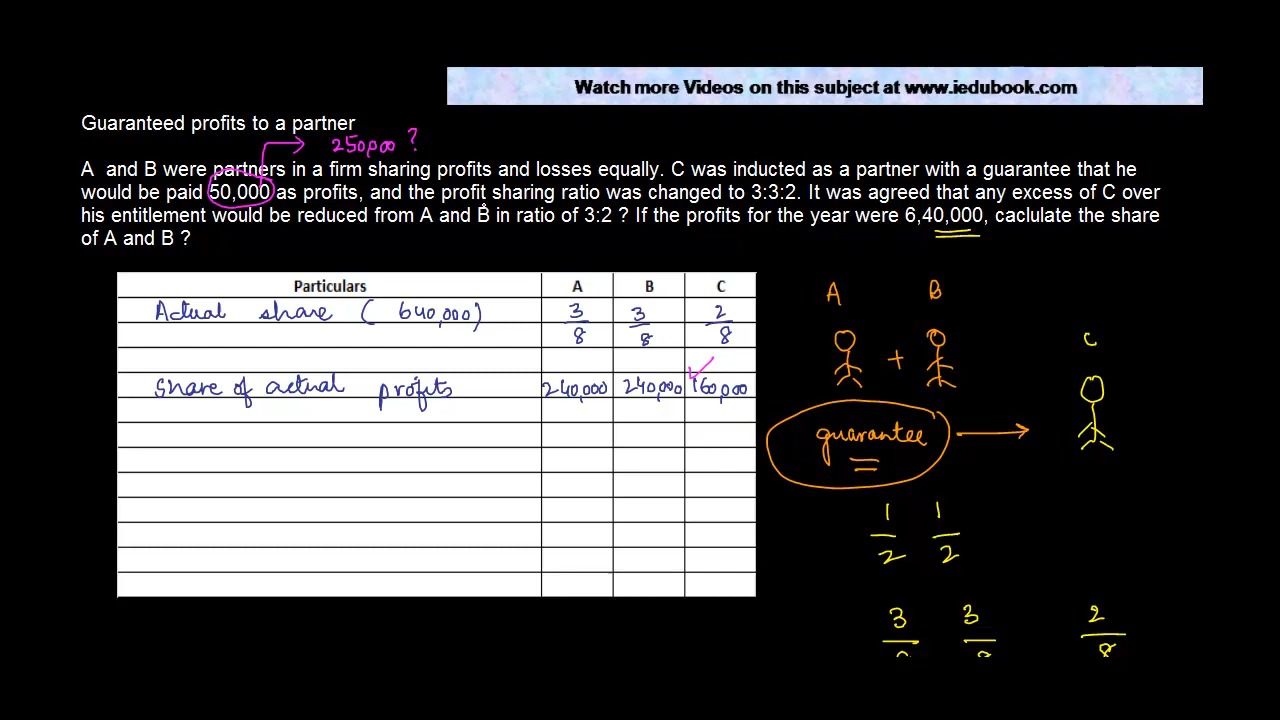 Watch more Videos on this subject at www.iedubook.com
Guaranteed profits to a partner
250,000 ?
A and B were partners in a firm sharing profits and losses equally. C was inducted as a partner with a guarantee that he
would be paid 50,000 as profits, and the profit sharing ratio was changed to 3:3:2. It was agreed that any excess of C over
his entitlement would be reduced from A and B in ratio of 3:2 ? If the profits for the year were 6,40,000, caclulate the share
of A and B ?
Particulars A B C
Actual share ( 640,000) 3/8 3/8 2/8
Share of actual profits 240,000 240,000 160,000
A B
C
+
guarantee
1/2 1/2
3/8 3/8 2/8